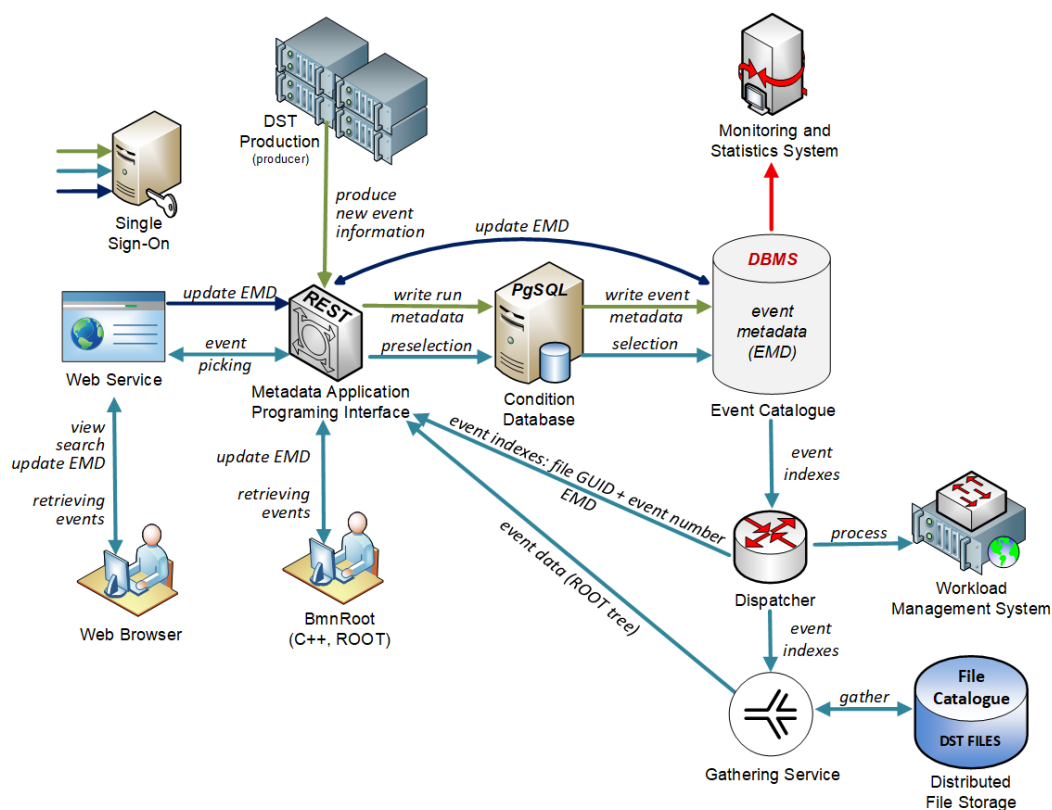 DST
Production
(producer)
Monitoring and
Statistics System
Single
Sign-On
produce
new event
information
update EMD
DBMS
event
metadata
(EMD)
Event Catalogue
update EMD
REST
write run
metadata
PgSQL
write event
metadata
event
picking
preselection
selection
Web Service
Metadata Application
Programing Interface
Condition
Database
view
search
update EMD
retrieving
events
update EMD
retrieving
events
event indexes: file GUID + event number
EMD
event data (ROOT tree)
event
indexes
process
Dispatcher
Workload
Management System
Web Browser
BmnRoot
(C++, ROOT)
event
indexes
gather
File
Catalogue
DST FILES
Gathering Service
Distributed
File Storage